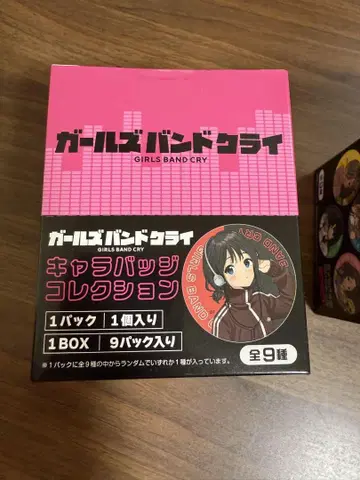 ガールズバンドクライ
GIRLS BAND CRY
ガールズバンドクライ
GIRLS BAND CRY
キャラバッジ
コレクション
1パック 1個入り
1BOX 9パック入り
※1パックに全9種の中からランダムでいずれか1種が入っています。
GIRLS BAND CRY
全9種